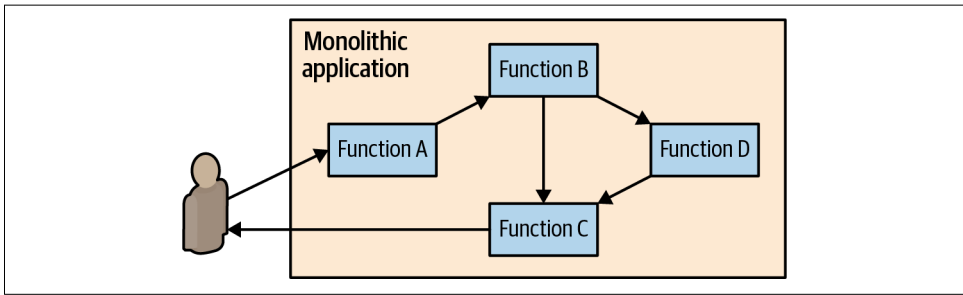 Monolithic
application
Function B
Function A
Function D
Function C